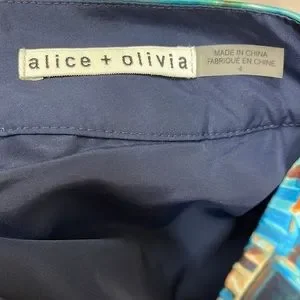 alice + olivia
MADE IN CHINA
FABRIQUÉ EN CHINE
4